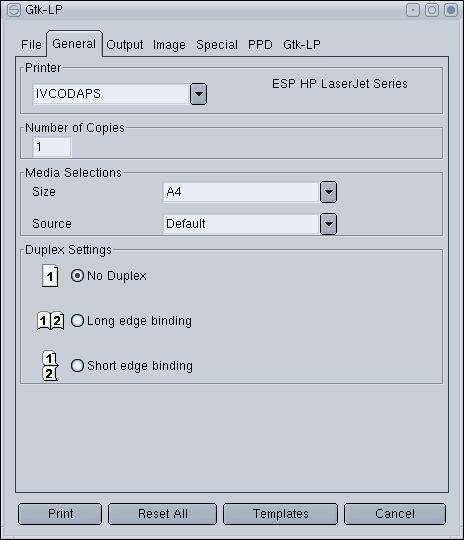 Gtk-LP
File General Output Image Special PPD Gtk-LP
Printer
IVCODAPS ESP HP LaserJet Series
Number of Copies
1
Media Selections
Size A4
Source Default
Duplex Settings
1 No Duplex
1 2 Long edge binding
1
2 Short edge binding
Print Reset All Templates Cancel